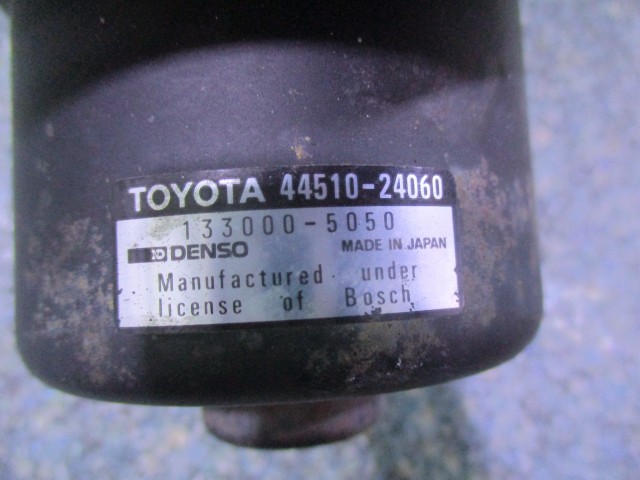 TOYOTA 44510-24060
133000-5050
DENSO MADE IN JAPAN
Manufactured under
license of Bosch